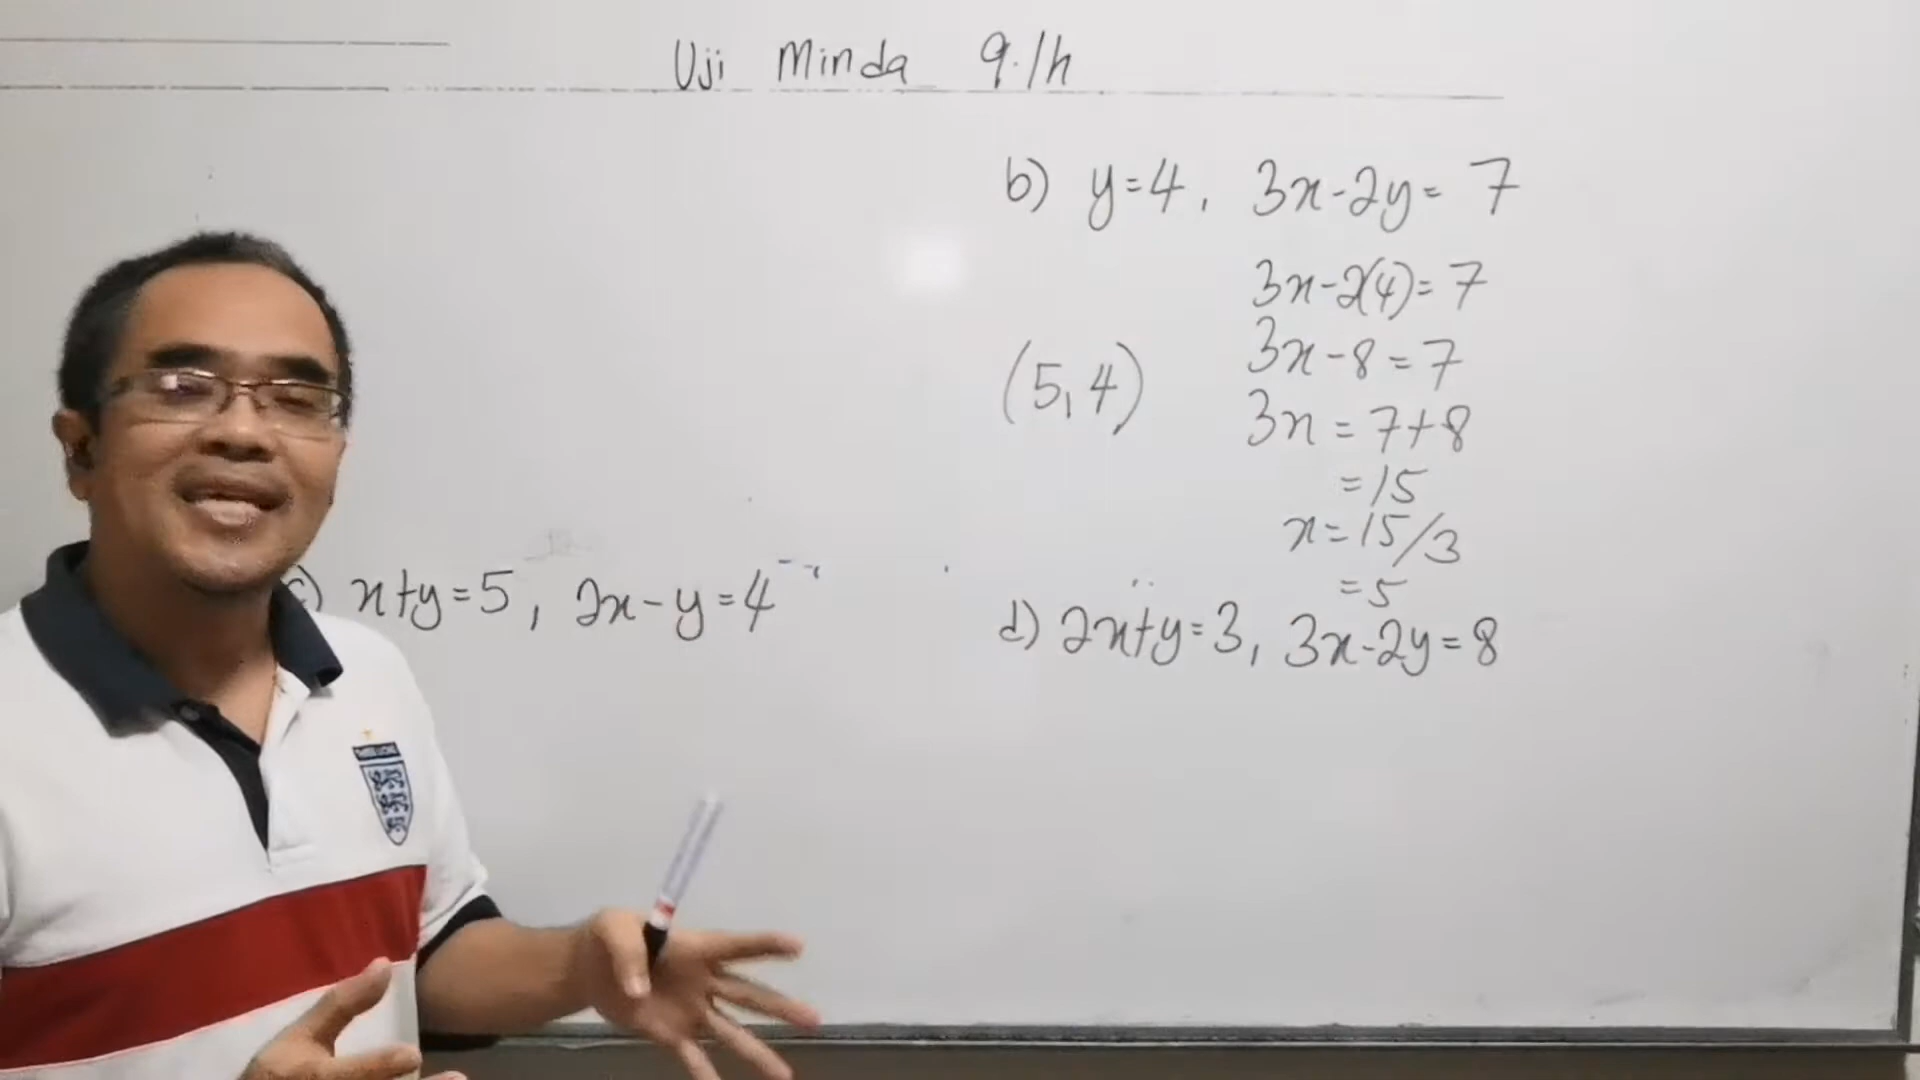 Uji Minda 9.1h
b) y=4, 3x-2y=7
3x-2(4)=7
3x-8=7
(5,4)
3x=7+8
=15
x=15/3
=5
c) x+y=5, 2x-y=4
d) 2x+y=3, 3x-2y=8